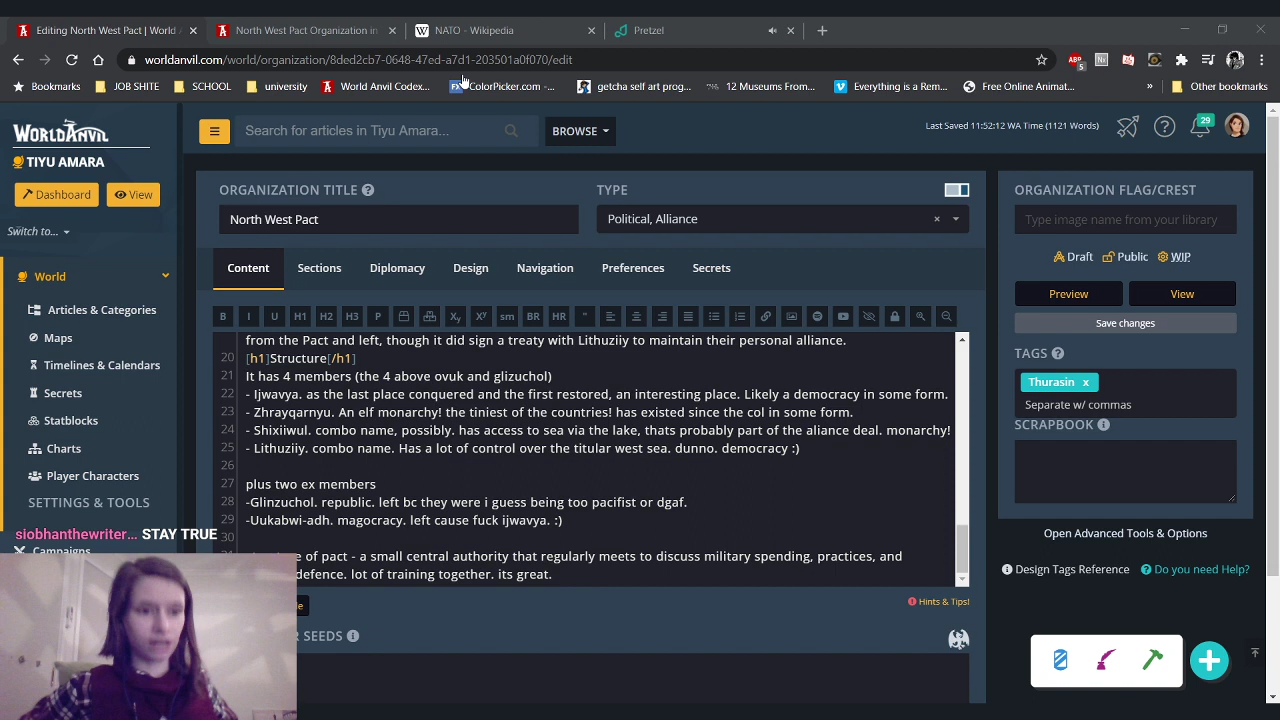 Editing North West Pact | World A
North West Pact Organization in
NATO - Wikipedia
Pretzel
worldanvil.com/world/organization/8ded2cb7-0648-47ed-a7d1-203501a0f070/edit
ABP
5
Bookmarks
JOB SHITE
SCHOOL
university
World Anvil Codex...
ColorPicker.com -...
getcha self art prog...
12 Museums From...
Everything is a Rem...
Free Online Animat...
»
Other bookmarks
WORLDANVIL
Search for articles in Tiyu Amara...
BROWSE
Last Saved 11:52:12 WA Time (1121 Words)
29
TIYU AMARA
Dashboard
View
Switch to...
World
Articles & Categories
Maps
Timelines & Calendars
Secrets
Statblocks
Charts
Player Characters
SETTINGS & TOOLS
Campaigns
siobhanthewriter... STAY TRUE
ORGANIZATION TITLE
North West Pact
TYPE
Political, Alliance
×
Content
Sections
Diplomacy
Design
Navigation
Preferences
Secrets
B I U H1 H2 H3 P Xy XY sm BR HR "
from the Pact and left, though it did sign a treaty with Lithuziiy to maintain their personal alliance.
20 [h1]Structure[/h1]
21 It has 4 members (the 4 above ovuk and glizuchol)
22 - Ijwavya. as the last place conquered and the first restored, an interesting place. Likely a democracy in some form.
23 - Zhrayqarnyu. An elf monarchy! the tiniest of the countries! has existed since the col in some form.
24 - Shixiiwul. combo name, possibly. has access to sea via the lake, thats probably part of the aliance deal. monarchy!
25 - Lithuziiy. combo name. Has a lot of control over the titular west sea. dunno. democracy :)
26
27 plus two ex members
28 -Glinzuchol. republic. left bc they were i guess being too pacifist or dgaf.
29 -Uukabwi-adh. magocracy. left cause fuck ijwavya. :)
30
of pact - a small central authority that regularly meets to discuss military spending, practices, and
defence. lot of training together. its great.
Hints & Tips!
SEEDS
ORGANIZATION FLAG/CREST
Type image name from your library
Draft
Public
WIP
Preview
View
Save changes
TAGS
Thurasin x
Separate w/ commas
SCRAPBOOK
Open Advanced Tools & Options
Design Tags Reference
Do you need Help?